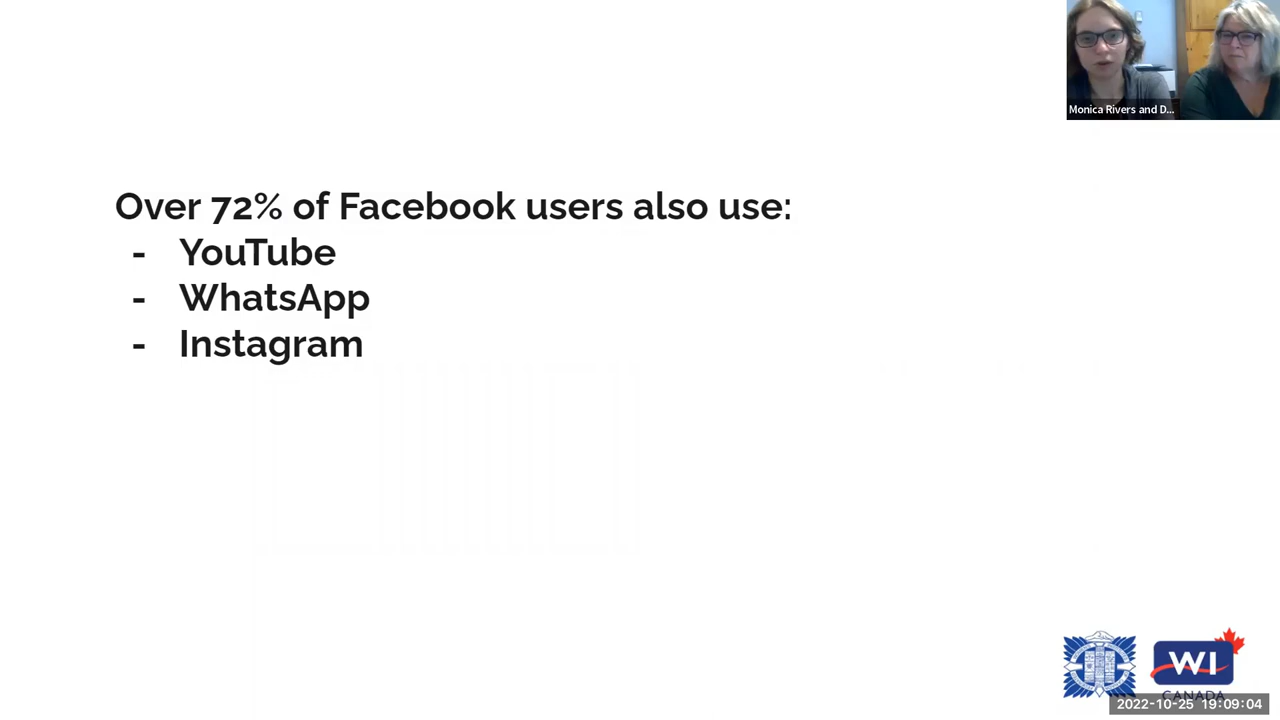 Monica Rivers and D...
Over 72% of Facebook users also use:
- YouTube
- WhatsApp
- Instagram
WI
CANADA
2022-10-25 19:09:04